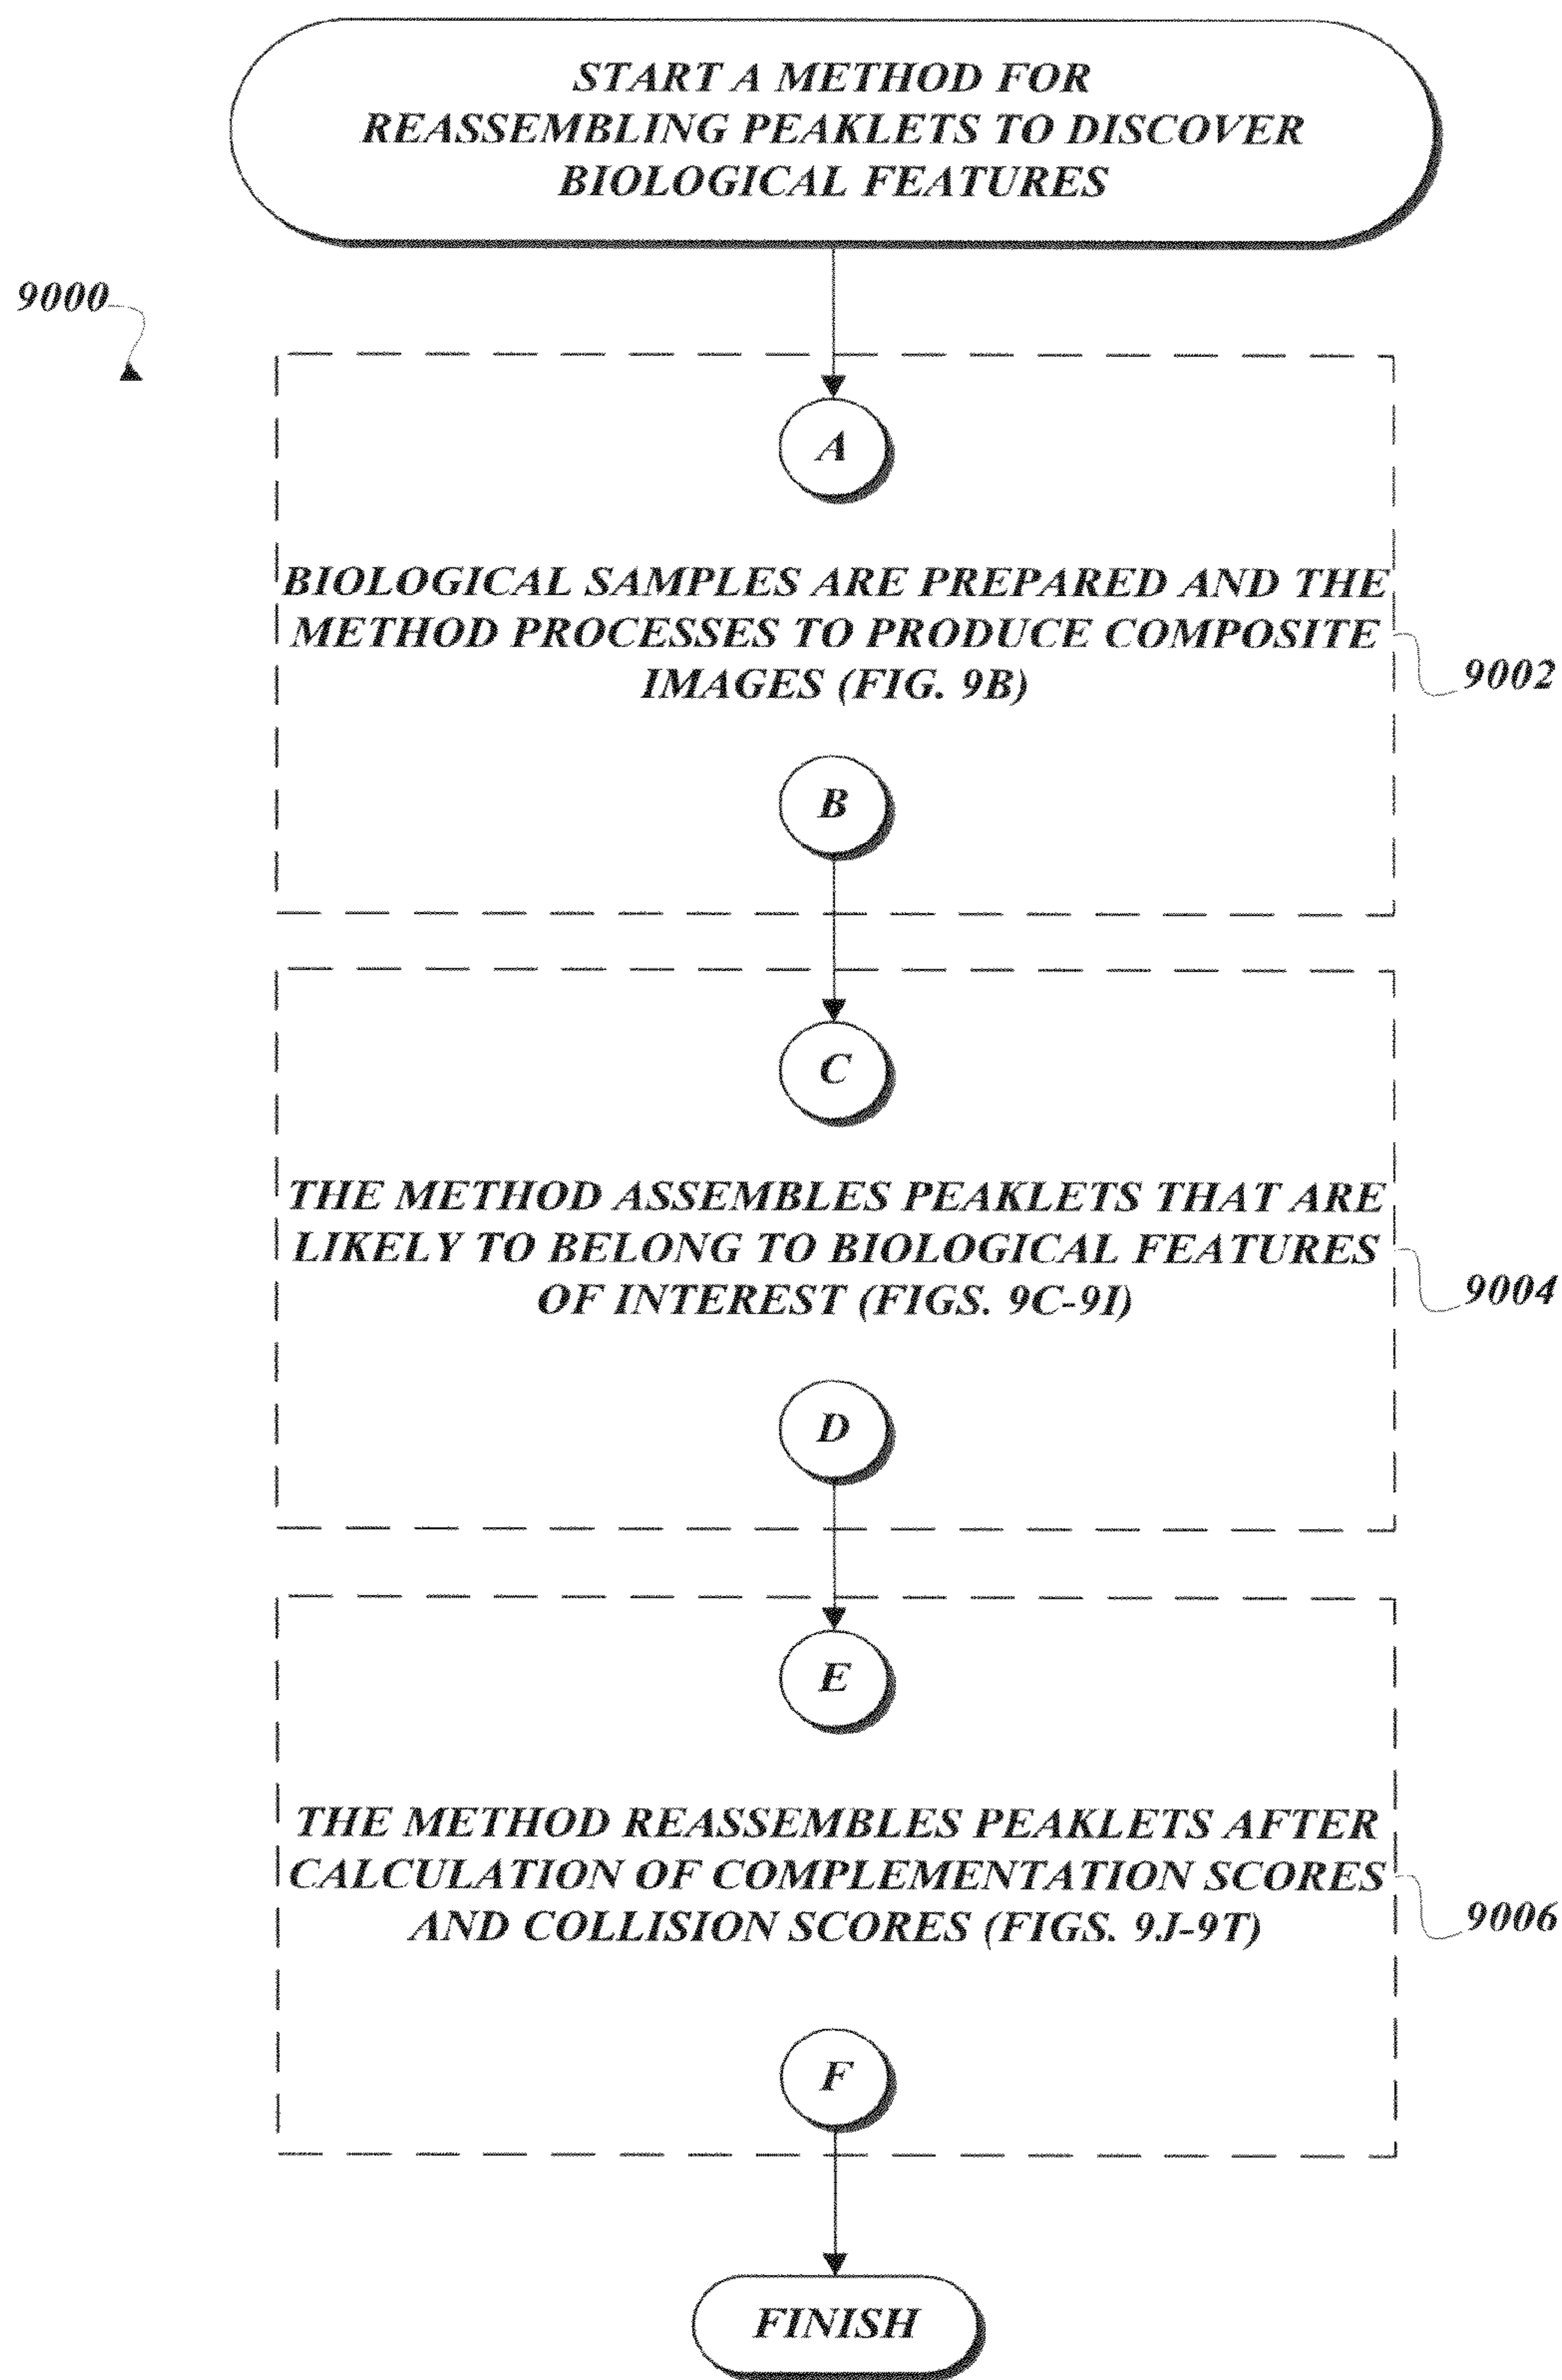 START A METHOD FOR
REASSEMBLING PEAKLETS TO DISCOVER
BIOLOGICAL FEATURES
9000
A
BIOLOGICAL SAMPLES ARE PREPARED AND THE
METHOD PROCESSES TO PRODUCE COMPOSITE
IMAGES (FIG. 9B)
9002
B
C
THE METHOD ASSEMBLES PEAKLETS THAT ARE
LIKELY TO BELONG TO BIOLOGICAL FEATURES
OF INTEREST (FIGS. 9C-9I)
9004
D
E
THE METHOD REASSEMBLES PEAKLETS AFTER
CALCULATION OF COMPLEMENTATION SCORES
AND COLLISION SCORES (FIGS. 9J-9T)
9006
F
FINISH